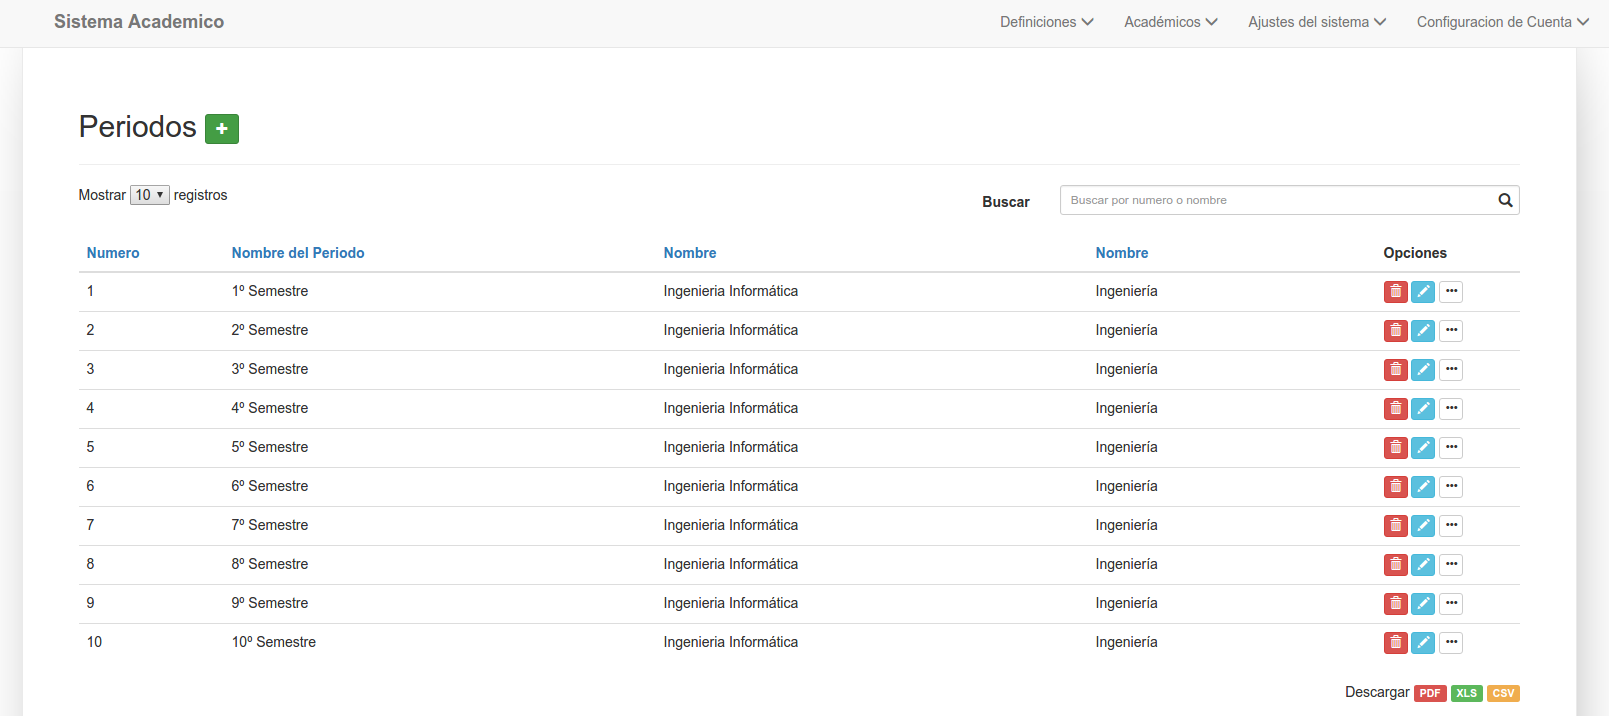 Sistema Academico Definiciones Académicos Ajustes del sistema Configuracion de Cuenta
Periodos
Mostrar 10 registros Buscar Buscar por numero o nombre
Numero Nombre del Periodo Nombre Nombre Opciones
1 1º Semestre Ingenieria Informática Ingeniería
2 2º Semestre Ingenieria Informática Ingeniería
3 3º Semestre Ingenieria Informática Ingeniería
4 4º Semestre Ingenieria Informática Ingeniería
5 5º Semestre Ingenieria Informática Ingeniería
6 6º Semestre Ingenieria Informática Ingeniería
7 7º Semestre Ingenieria Informática Ingeniería
8 8º Semestre Ingenieria Informática Ingeniería
9 9º Semestre Ingenieria Informática Ingeniería
10 10º Semestre Ingenieria Informática Ingeniería
Descargar PDF XLS CSV